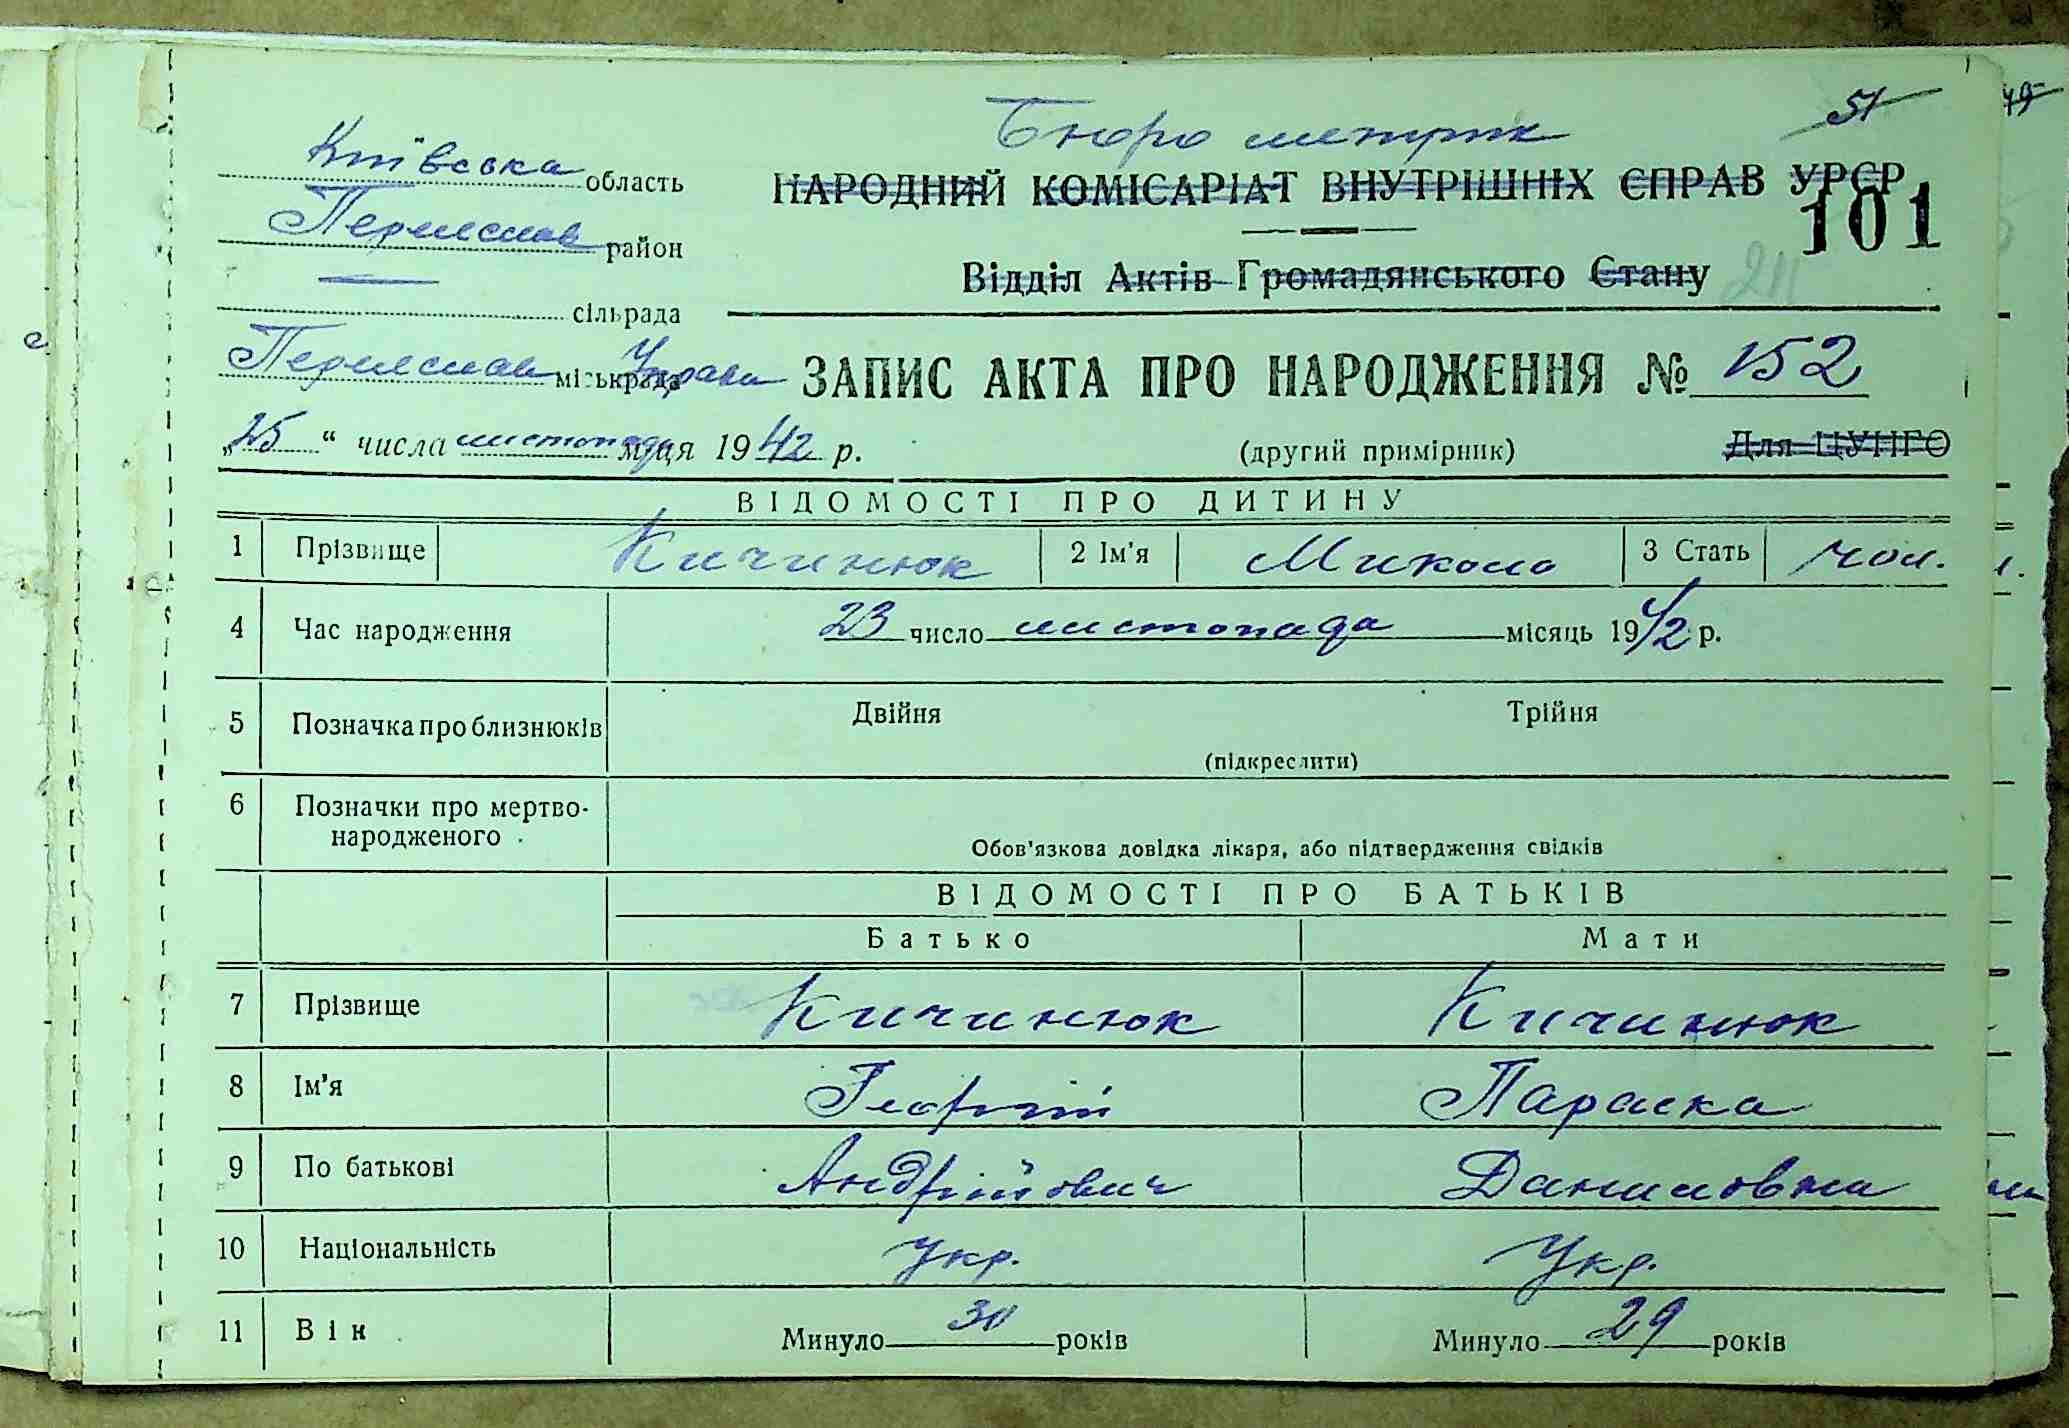 Бюро метрик
51
49
Київська область
НАРОДНИЙ КОМІСАРІАТ ВНУТРІШНІХ СПРАВ УРСР
101
Переяслав район
Відділ Актів Громадянського Стану
211
сільрада
Переяслав міськрада Управа
ЗАПИС АКТА ПРО НАРОДЖЕННЯ № 152
„25“ числа листопада м-ця 1942 р.
(другий примірник)
Для ЦУНГО
ВІДОМОСТІ ПРО ДИТИНУ
1 Прізвище Кичинюк 2 Ім'я Микола 3 Стать чол.
4 Час народження 23 число листопада місяць 1942 р.
5 Позначка про близнюків Двійня Трійня
(підкреслити)
6 Позначки про мертво-
народженого
Обов'язкова довідка лікаря, або підтвердження свідків
ВІДОМОСТІ ПРО БАТЬКІВ
Батько Мати
7 Прізвище Кичинюк Кичинюк
8 Ім'я Георгій Параска
9 По батькові Андрійович Даниловна
10 Національність Укр. Укр.
11 Вік Минуло 30 років Минуло 29 років